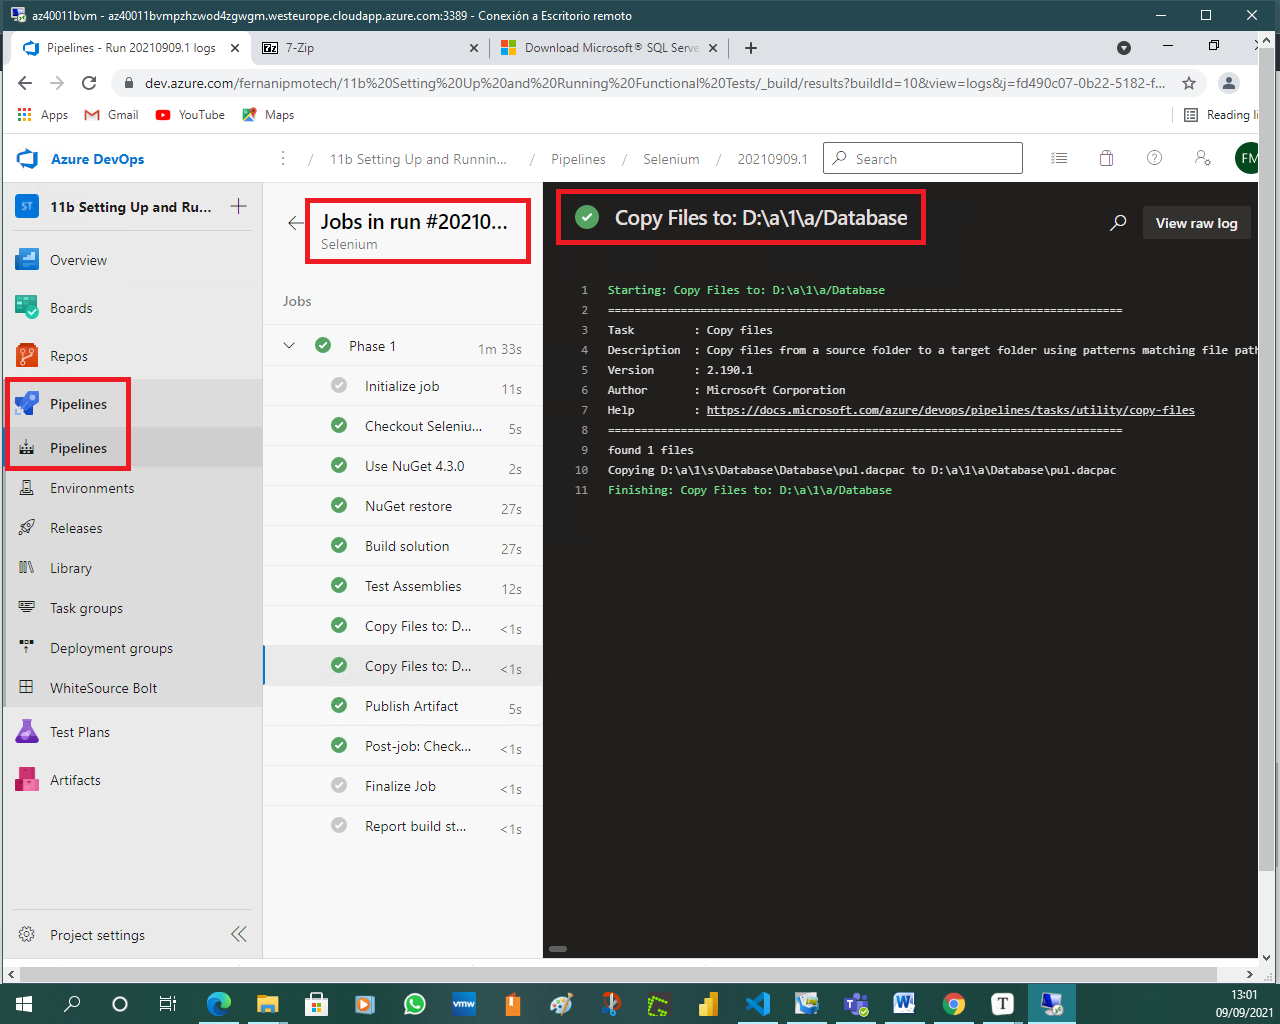 az40011bvm - az40011bvmpzhzwod4zgwgm.westeurope.cloudapp.azure.com:3389 - Conexión a Escritorio remoto
Pipelines - Run 20210909.1 logs
7-Zip
Download Microsoft® SQL Serve
dev.azure.com/fernanipmotech/11b%20Setting%20Up%20and%20Running%20Functional%20Tests/_build/results?buildId=10&view=logs&j=fd490c07-0b22-5182-f...
Apps
Gmail
YouTube
Maps
Reading li
Azure DevOps
/ 11b Setting Up and Runnin... / Pipelines / Selenium / 20210909.1
Search
FM
ST
11b Setting Up and Ru...
Overview
Boards
Repos
Pipelines
Pipelines
Environments
Releases
Library
Task groups
Deployment groups
WhiteSource Bolt
Test Plans
Artifacts
Project settings
Jobs in run #20210...
Selenium
Jobs
Phase 1 1m 33s
Initialize job 11s
Checkout Seleniu... 5s
Use NuGet 4.3.0 2s
NuGet restore 27s
Build solution 27s
Test Assemblies 12s
Copy Files to: D... <1s
Copy Files to: D... <1s
Publish Artifact 5s
Post-job: Check... <1s
Finalize Job <1s
Report build st... <1s
Copy Files to: D:\a\1\a/Database
View raw log
1 Starting: Copy Files to: D:\a\1\a/Database
2 ==============================================================================
3 Task : Copy files
4 Description : Copy files from a source folder to a target folder using patterns matching file path
5 Version : 2.190.1
6 Author : Microsoft Corporation
7 Help : https://docs.microsoft.com/azure/devops/pipelines/tasks/utility/copy-files
8 ==============================================================================
9 found 1 files
10 Copying D:\a\1\s\Database\Database\pul.dacpac to D:\a\1\a\Database\pul.dacpac
11 Finishing: Copy Files to: D:\a\1\a/Database
vmw
T
13:01
09/09/2021